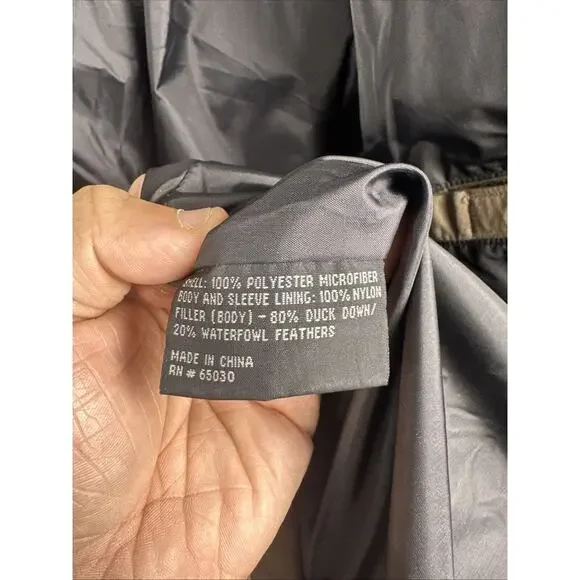 SHELL: 100% POLYESTER MICROFIBER
BODY AND SLEEVE LINING: 100% NYLON
FILLER (BODY) - 80% DUCK DOWN/
20% WATERFOWL FEATHERS
MADE IN CHINA
RN # 65030